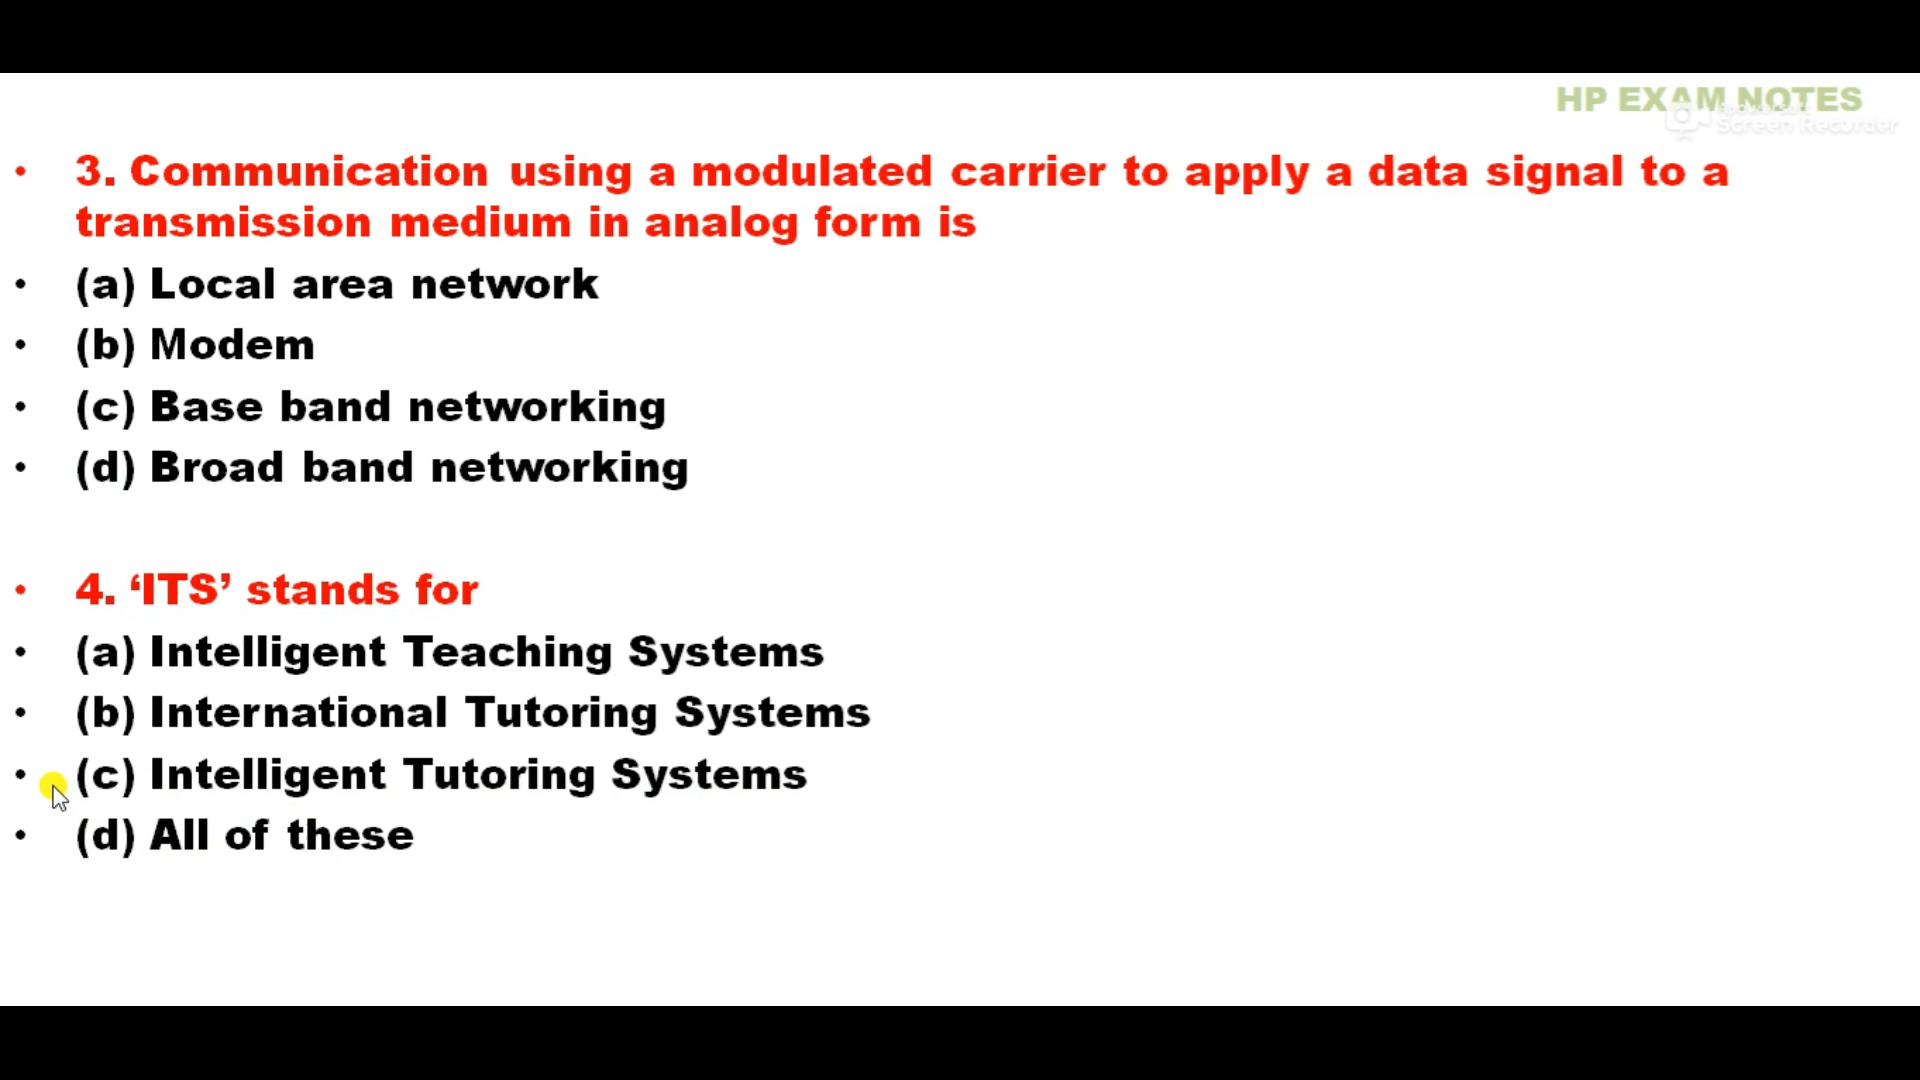 HP EXAM NOTES
Screen Recorder
• 3. Communication using a modulated carrier to apply a data signal to a
transmission medium in analog form is
• (a) Local area network
• (b) Modem
• (c) Base band networking
• (d) Broad band networking
• 4. ‘ITS’ stands for
• (a) Intelligent Teaching Systems
• (b) International Tutoring Systems
• (c) Intelligent Tutoring Systems
• (d) All of these